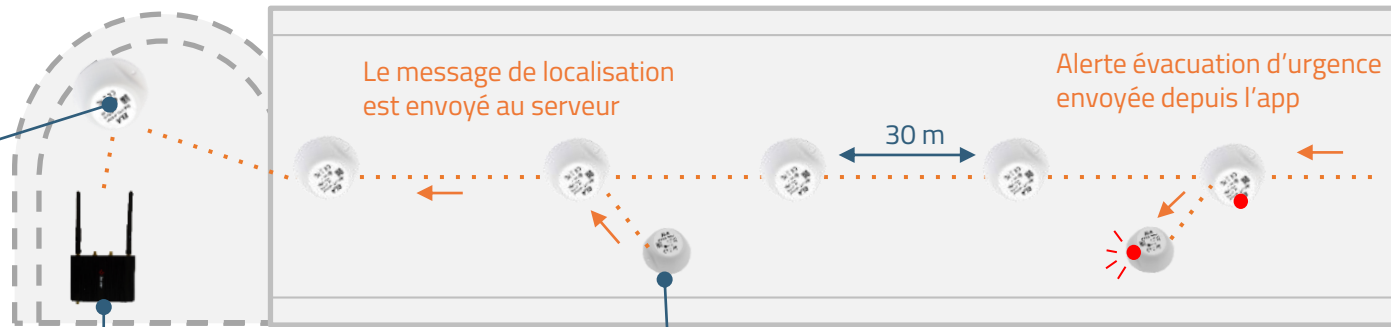 Le message de localisation
est envoyé au serveur
Alerte évacuation d’urgence
envoyée depuis l’app
30 m